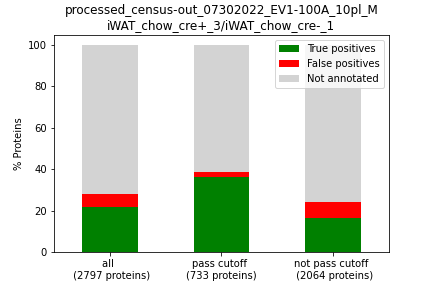 processed_census-out_07302022_EV1-100A_10pl_M
iWAT_chow_cre+_3/iWAT_chow_cre-_1
True positives
False positives
Not annotated
% Proteins
100
80
60
40
20
0
all
(2797 proteins)
pass cutoff
(733 proteins)
not pass cutoff
(2064 proteins)